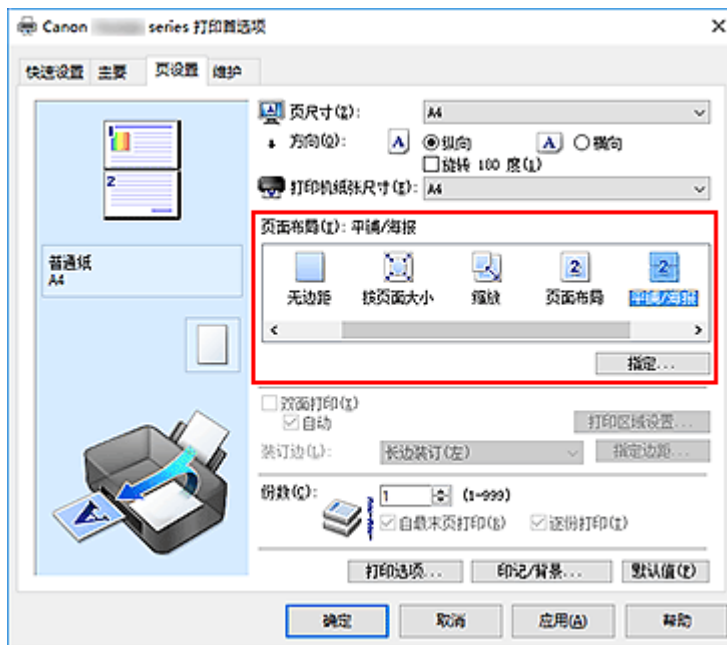 Canon series 打印首选项
快速设置 主要 页设置 维护
页尺寸(Z): A4
方向(O): A 纵向 A 横向
旋转 180 度(1)
打印机纸张尺寸(E): A4
页面布局(I): 平铺/海报
无边距 按页面大小 缩放 页面布局 平铺/海报
指定...
1
2
普通纸
A4
双面打印(X)
自动
打印区域设置...
装订边(L): 长边装订(左) 指定边距...
份数(C): 1 (1-999)
自最末页打印(R) 逐份打印(T)
打印选项... 印记/背景... 默认值(F)
确定 取消 应用(A) 帮助